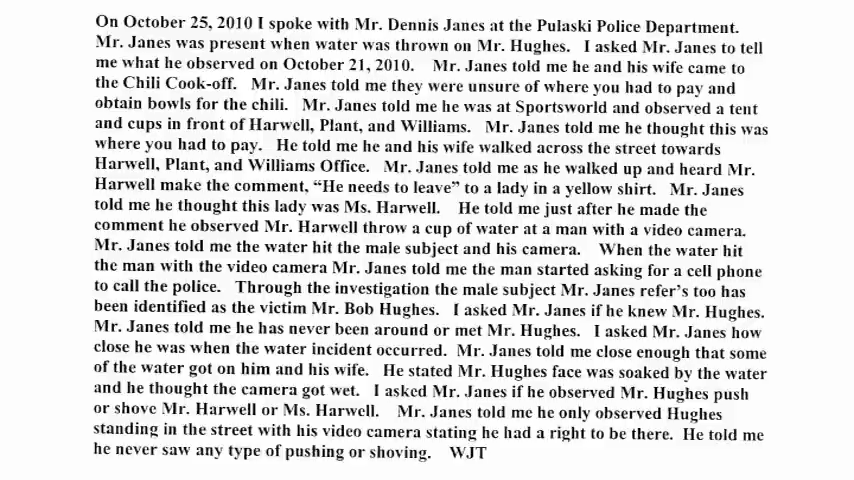 On October 25, 2010 I spoke with Mr. Dennis Janes at the Pulaski Police Department.
Mr. Janes was present when water was thrown on Mr. Hughes. I asked Mr. Janes to tell
me what he observed on October 21, 2010. Mr. Janes told me he and his wife came to
the Chili Cook-off. Mr. Janes told me they were unsure of where you had to pay and
obtain bowls for the chili. Mr. Janes told me he was at Sportsworld and observed a tent
and cups in front of Harwell, Plant, and Williams. Mr. Janes told me he thought this was
where you had to pay. He told me he and his wife walked across the street towards
Harwell, Plant, and Williams Office. Mr. Janes told me as he walked up and heard Mr.
Harwell make the comment, “He needs to leave” to a lady in a yellow shirt. Mr. Janes
told me he thought this lady was Ms. Harwell. He told me just after he made the
comment he observed Mr. Harwell throw a cup of water at a man with a video camera.
Mr. Janes told me the water hit the male subject and his camera. When the water hit
the man with the video camera Mr. Janes told me the man started asking for a cell phone
to call the police. Through the investigation the male subject Mr. Janes refer’s too has
been identified as the victim Mr. Bob Hughes. I asked Mr. Janes if he knew Mr. Hughes.
Mr. Janes told me he has never been around or met Mr. Hughes. I asked Mr. Janes how
close he was when the water incident occurred. Mr. Janes told me close enough that some
of the water got on him and his wife. He stated Mr. Hughes face was soaked by the water
and he thought the camera got wet. I asked Mr. Janes if he observed Mr. Hughes push
or shove Mr. Harwell or Ms. Harwell. Mr. Janes told me he only observed Hughes
standing in the street with his video camera stating he had a right to be there. He told me
he never saw any type of pushing or shoving. WJT